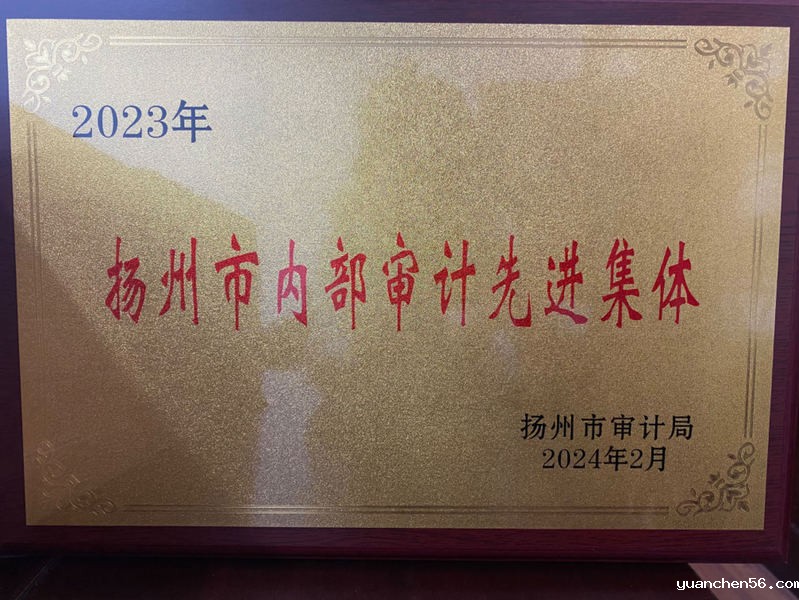 2023年
扬州市内部审计先进集体
扬州市审计局
2024年2月
yuanchen56.com